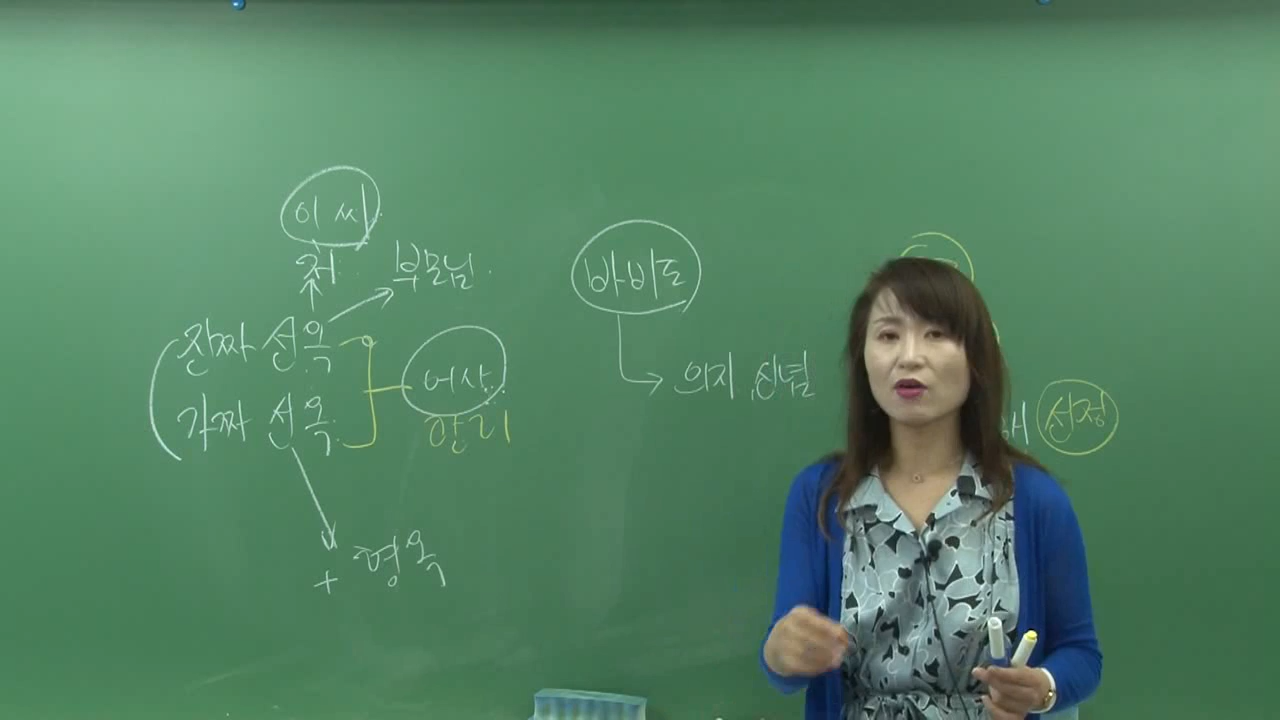 이씨
처 부모님
진짜 선옥
가짜 선옥
어사
암행
+ 형옥
바비도
의지, 신념
선정